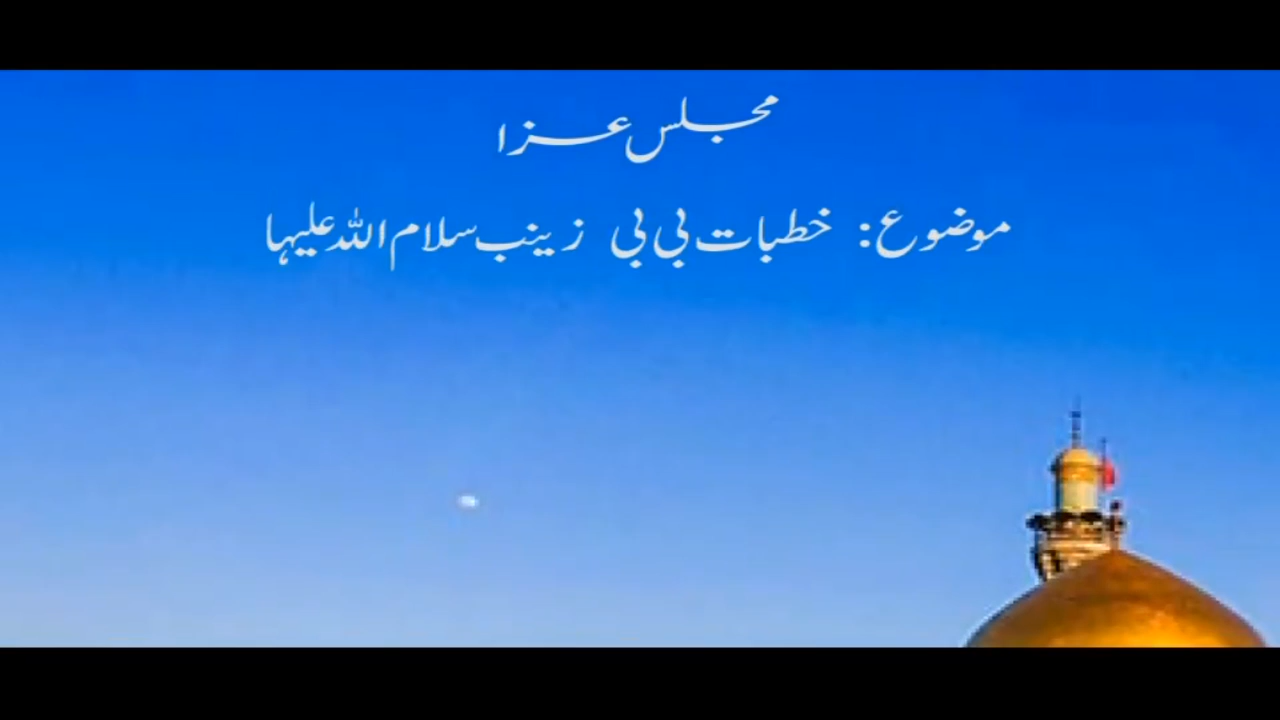 مجلس عزا
موضوع: خطبات بی بی زینب سلام اللہ علیہا